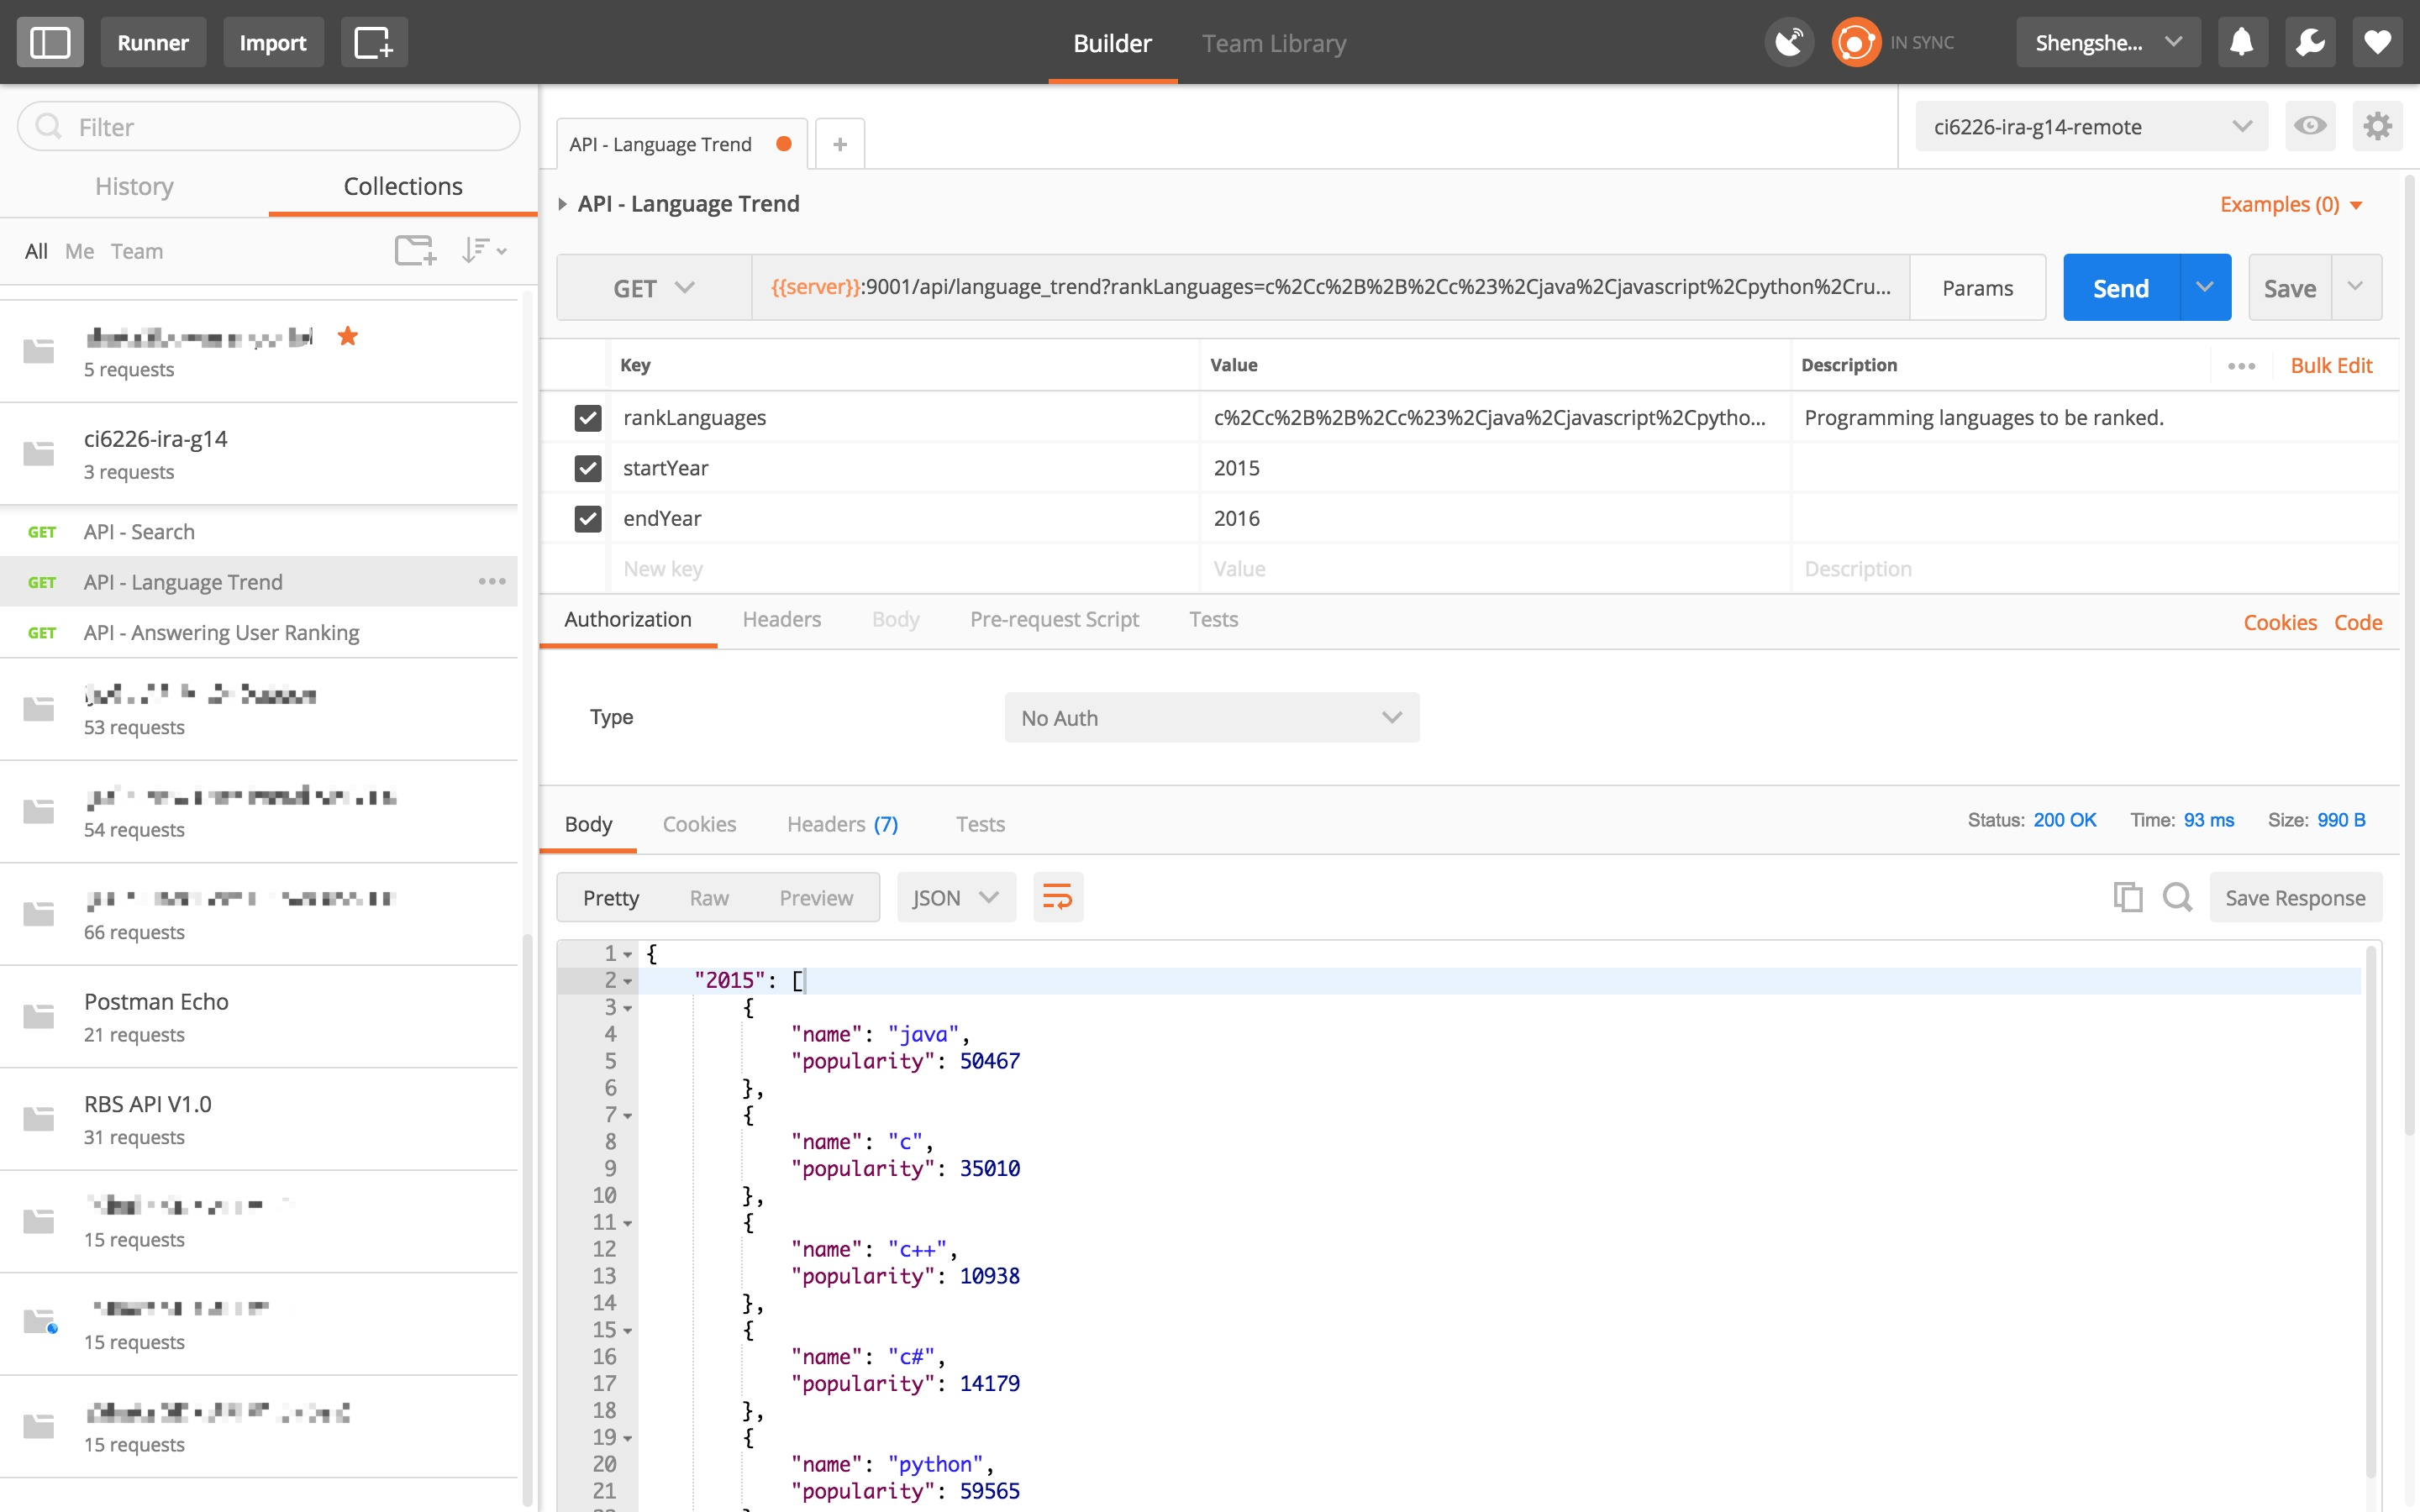 Runner
Import
Builder
Team Library
IN SYNC
Shengshe...
Filter
History
Collections
All Me Team
5 requests
ci6226-ira-g14
3 requests
GET API - Search
GET API - Language Trend
GET API - Answering User Ranking
53 requests
54 requests
66 requests
Postman Echo
21 requests
RBS API V1.0
31 requests
15 requests
15 requests
15 requests
API - Language Trend
+
ci6226-ira-g14-remote
API - Language Trend
Examples (0)
GET
{{server}}:9001/api/language_trend?rankLanguages=c%2Cc%2B%2B%2Cc%23%2Cjava%2Cjavascript%2Cpython%2Cru...
Params
Send
Save
Key Value Description ••• Bulk Edit
rankLanguages c%2Cc%2B%2B%2Cc%23%2Cjava%2Cjavascript%2Cpytho... Programming languages to be ranked.
startYear 2015
endYear 2016
New key Value Description
Authorization Headers Body Pre-request Script Tests Cookies Code
Type No Auth
Body Cookies Headers (7) Tests Status: 200 OK Time: 93 ms Size: 990 B
Pretty Raw Preview JSON Save Response
1 {
2 "2015": [
3 {
4 "name": "java",
5 "popularity": 50467
6 },
7 {
8 "name": "c",
9 "popularity": 35010
10 },
11 {
12 "name": "c++",
13 "popularity": 10938
14 },
15 {
16 "name": "c#",
17 "popularity": 14179
18 },
19 {
20 "name": "python",
21 "popularity": 59565